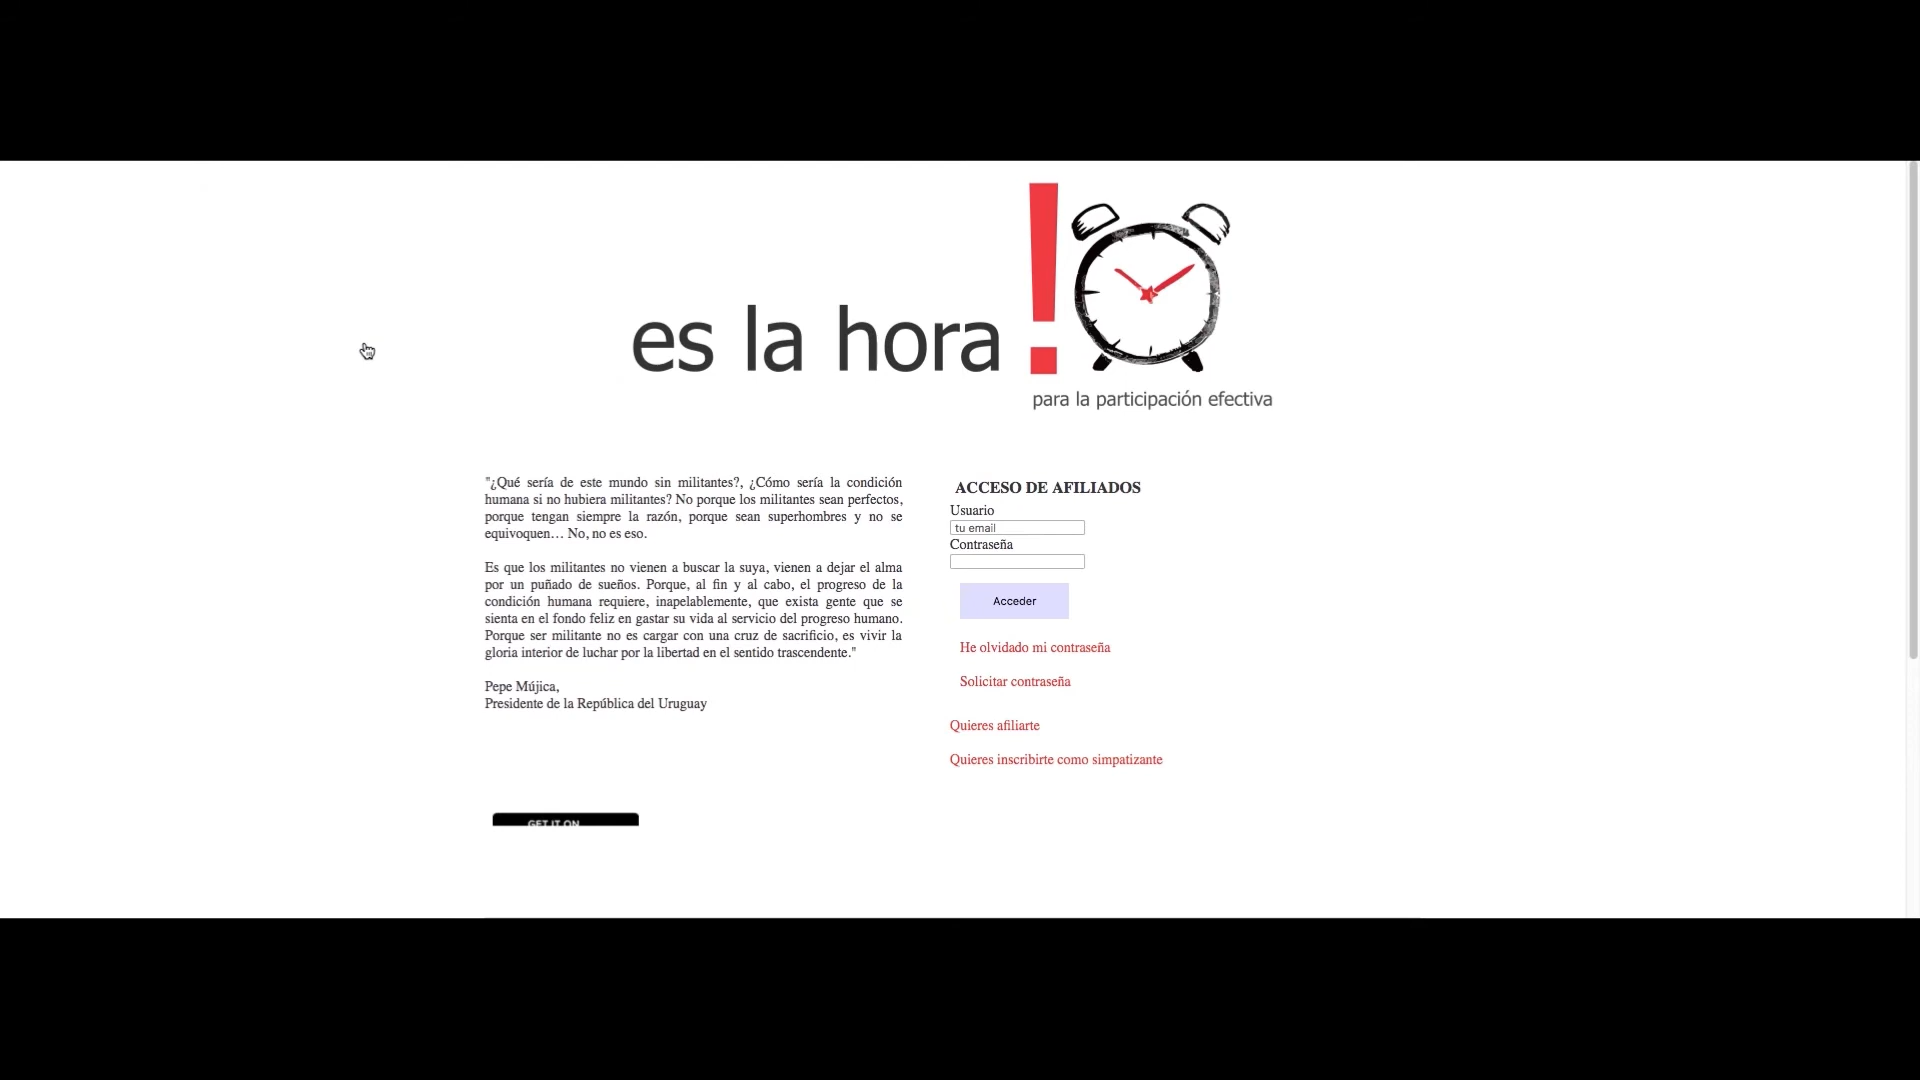 es la hora !
para la participación efectiva
"¿Qué sería de este mundo sin militantes?, ¿Cómo sería la condición
humana si no hubiera militantes? No porque los militantes sean perfectos,
porque tengan siempre la razón, porque sean superhombres y no se
equivoquen… No, no es eso.
Es que los militantes no vienen a buscar la suya, vienen a dejar el alma
por un puñado de sueños. Porque, al fin y al cabo, el progreso de la
condición humana requiere, inapelablemente, que exista gente que se
sienta en el fondo feliz en gastar su vida al servicio del progreso humano.
Porque ser militante no es cargar con una cruz de sacrificio, es vivir la
gloria interior de luchar por la libertad en el sentido trascendente."
Pepe Mújica,
Presidente de la República del Uruguay
ACCESO DE AFILIADOS
Usuario
tu email
Contraseña
Acceder
He olvidado mi contraseña
Solicitar contraseña
Quieres afiliarte
Quieres inscribirte como simpatizante
GET IT ON